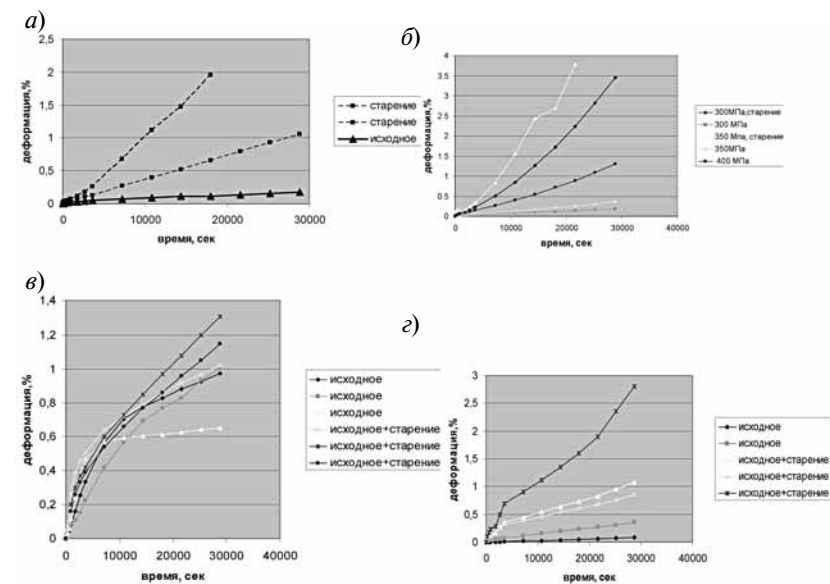 а)
2,5
2
1,5
1
0,5
0
деформация,%
0 10000 20000 30000
время, сек
старение
старение
исходное
б)
4
3.5
3
2.5
2
1.5
1
0.5
0
деформация,%
0 10000 20000 30000 40000
время, сек
300МПа,старение
300 МПа
350 Мпа, старение
350МПа
400 МПа
в)
1,4
1,2
1
0,8
0,6
0,4
0,2
0
деформация,%
0 10000 20000 30000 40000
время, сек
исходное
исходное
исходное
исходное+старение
исходное+старение
исходное+старение
г)
3
2,5
2
1,5
1
0,5
0
деформация,%
0 10000 20000 30000 40000
время, сек
исходное
исходное
исходное+старение
исходное+старение
исходное+старение